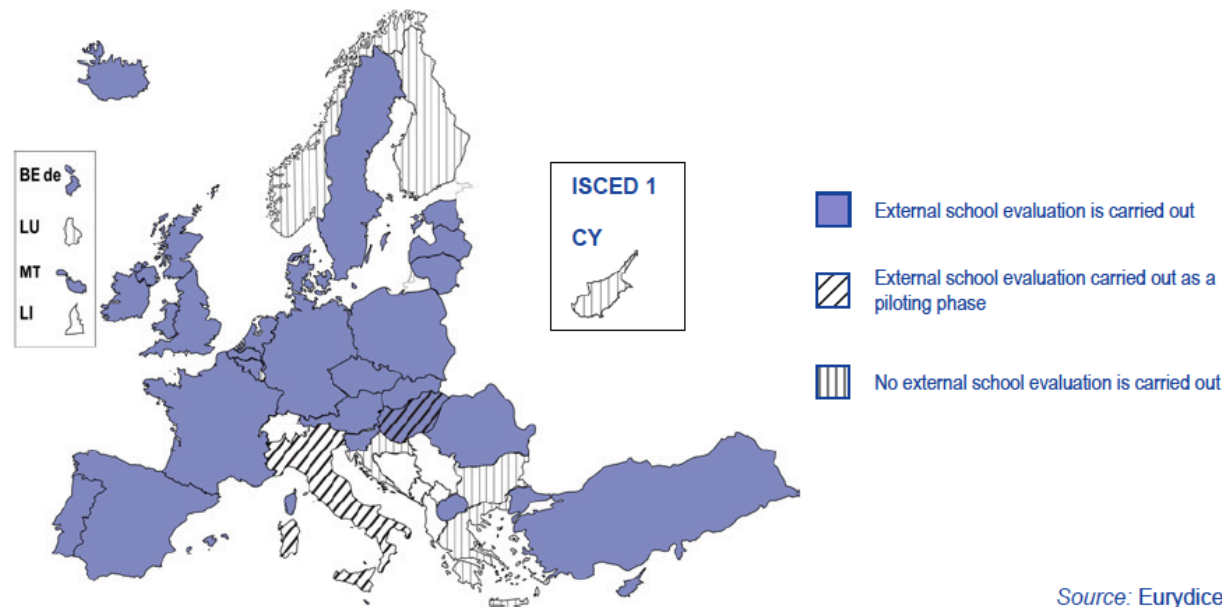 BE de
LU
MT
LI
ISCED 1
CY
External school evaluation is carried out
External school evaluation carried out as a
piloting phase
No external school evaluation is carried out
Source: Eurydice